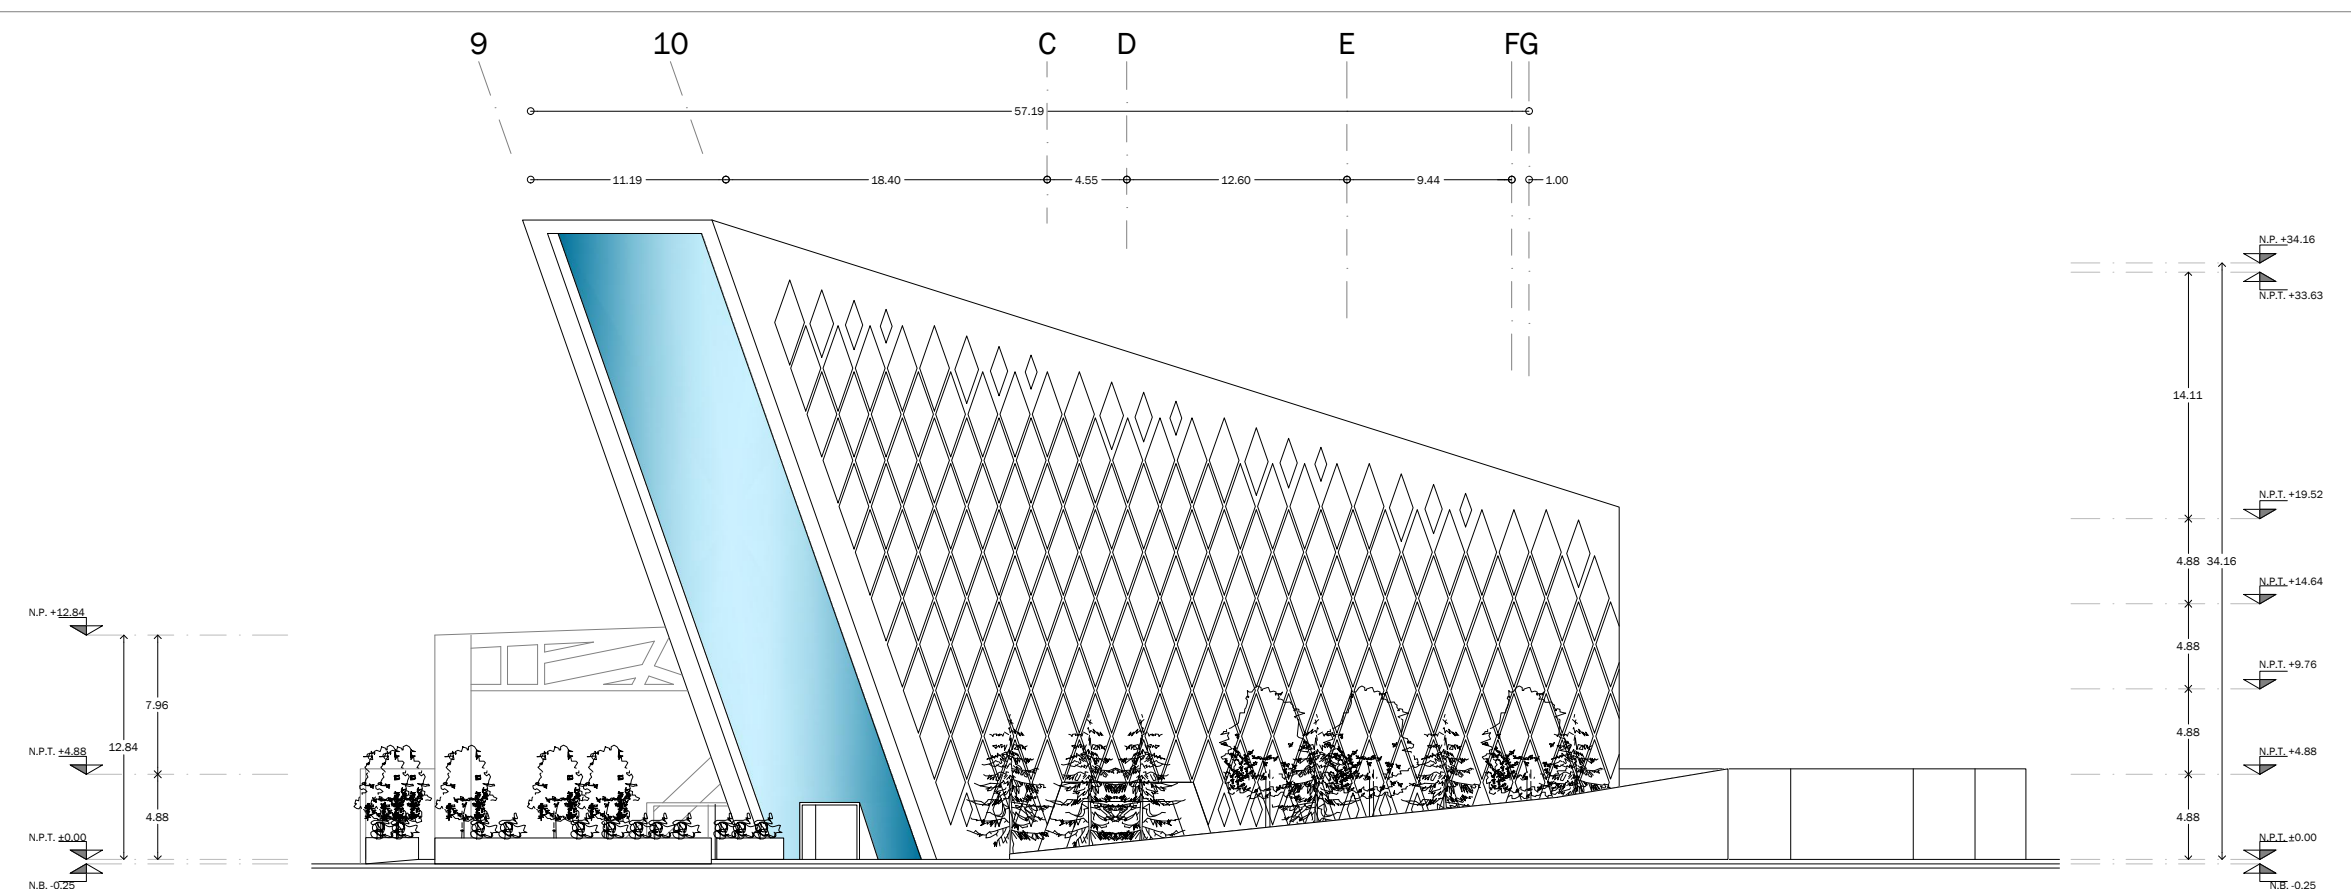 9 10 C D E FG
57.19
11.19 18.40 4.55 12.60 9.44 1.00
N.P. +34.16
N.P.T. +33.63
14.11
N.P.T. +19.52
4.88 34.16
N.P.T. +14.64
N.P. +12.84
4.88
N.P.T. +9.76
7.96
4.88
12.84
N.P.T. +4.88
N.P.T. +4.88
4.88
4.88
N.P.T. ±0.00
N.P.T. ±0.00
N.B. -0.25
N.B. -0.25